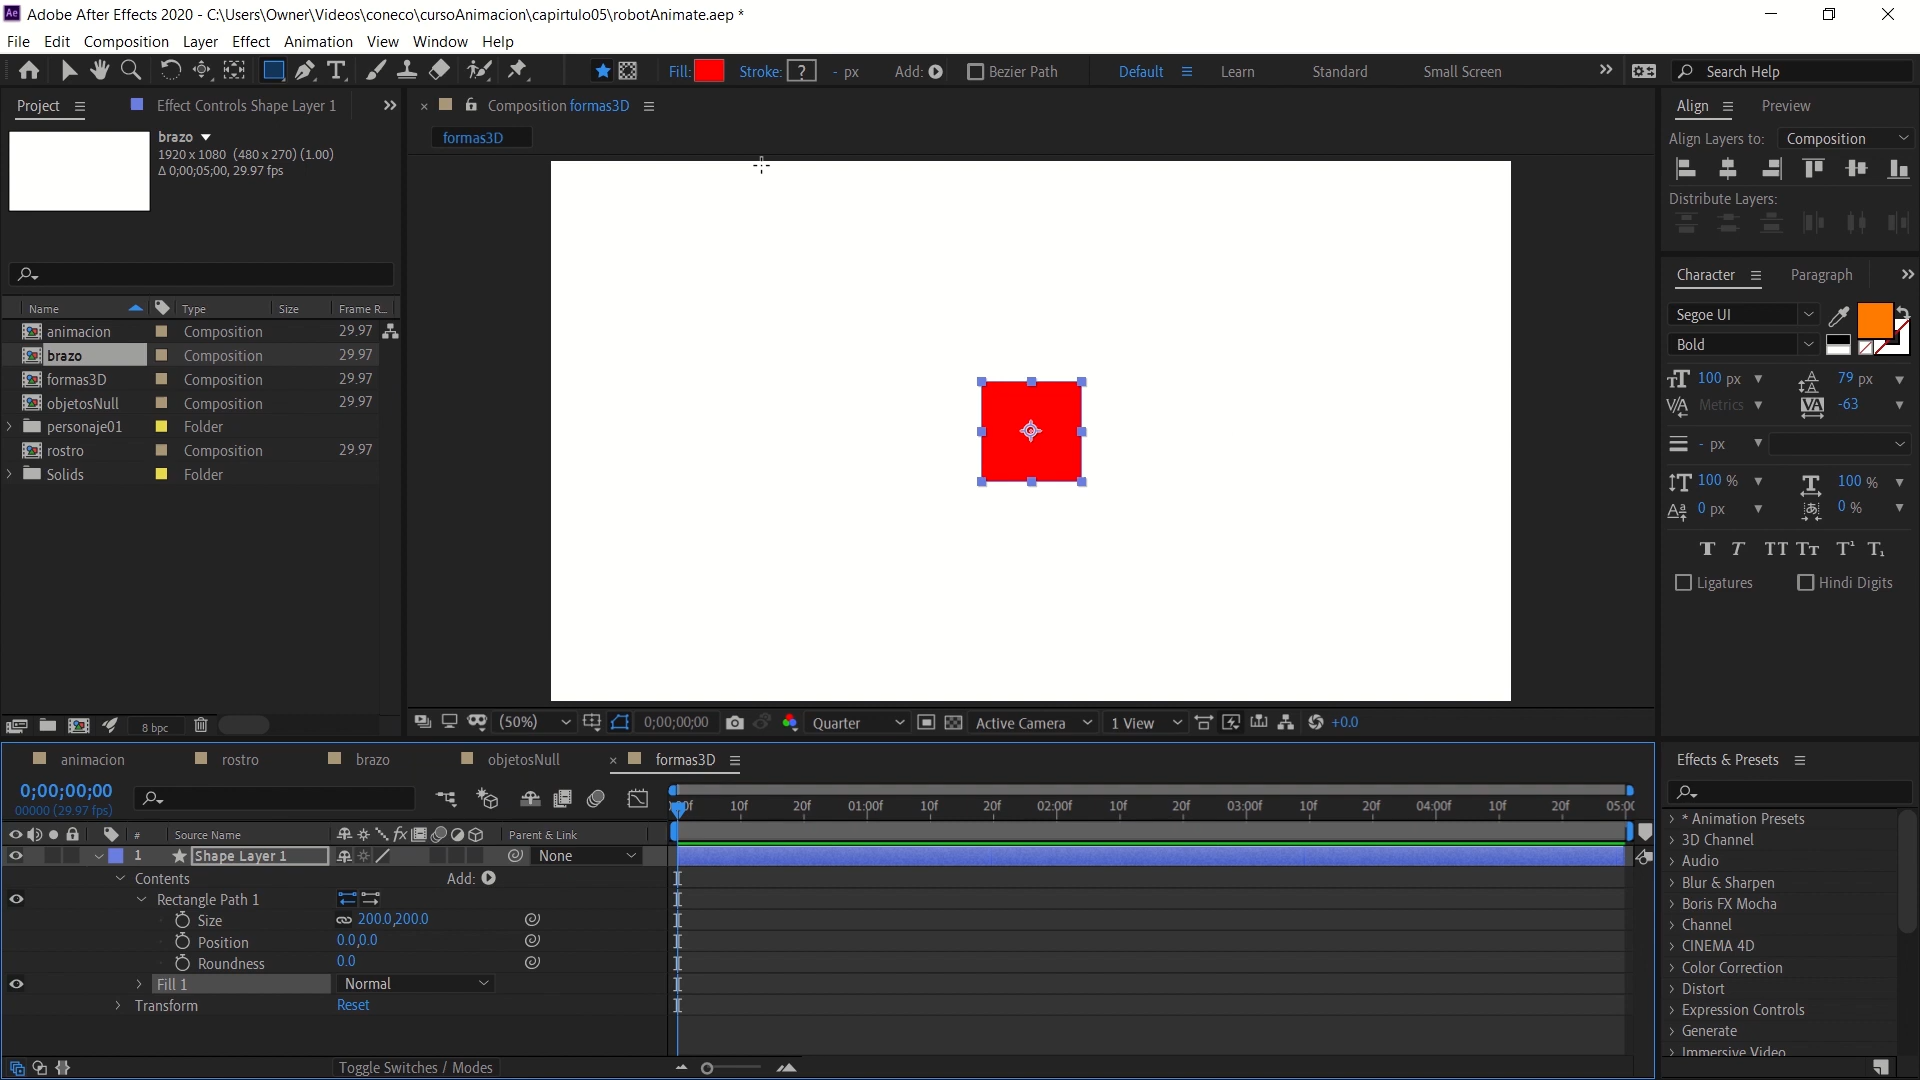 Adobe After Effects 2020 - C:\Users\Owner\Videos\coneco\cursoAnimacion\capirtulo05\robotAnimate.aep *
File Edit Composition Layer Effect Animation View Window Help
Fill: Stroke: ? - px Add: Bezier Path Default Learn Standard Small Screen Search Help
Project Effect Controls Shape Layer 1
Composition formas3D
Align Preview
brazo
1920 x 1080 (480 x 270) (1.00)
Δ 0;00;05;00, 29.97 fps
formas3D
Align Layers to: Composition
Distribute Layers:
Character Paragraph
Name Type Size Frame R...
animacion Composition 29.97
brazo Composition 29.97
formas3D Composition 29.97
objetosNull Composition 29.97
personaje01 Folder
rostro Composition 29.97
Solids Folder
Segoe UI
Bold
100 px 79 px
Metrics -63
- px
100 % 100 %
0 px 0 %
T T TT Tт T¹ T₁
Ligatures Hindi Digits
8 bpc
(50%) 0;00;00;00 Quarter Active Camera 1 View +0.0
animacion rostro brazo objetosNull formas3D
0;00;00;00
00000 (29.97 fps)
10f 20f 01:00f 10f 20f 02:00f 10f 20f 03:00f 10f 20f 04:00f 10f 20f
# Source Name fx Parent & Link
1 Shape Layer 1 None
Contents Add:
Rectangle Path 1
Size 200.0,200.0
Position 0.0,0.0
Roundness 0.0
Fill 1 Normal
Transform Reset
Toggle Switches / Modes
Effects & Presets
* Animation Presets
3D Channel
Audio
Blur & Sharpen
Boris FX Mocha
Channel
CINEMA 4D
Color Correction
Distort
Expression Controls
Generate
Immersive Video